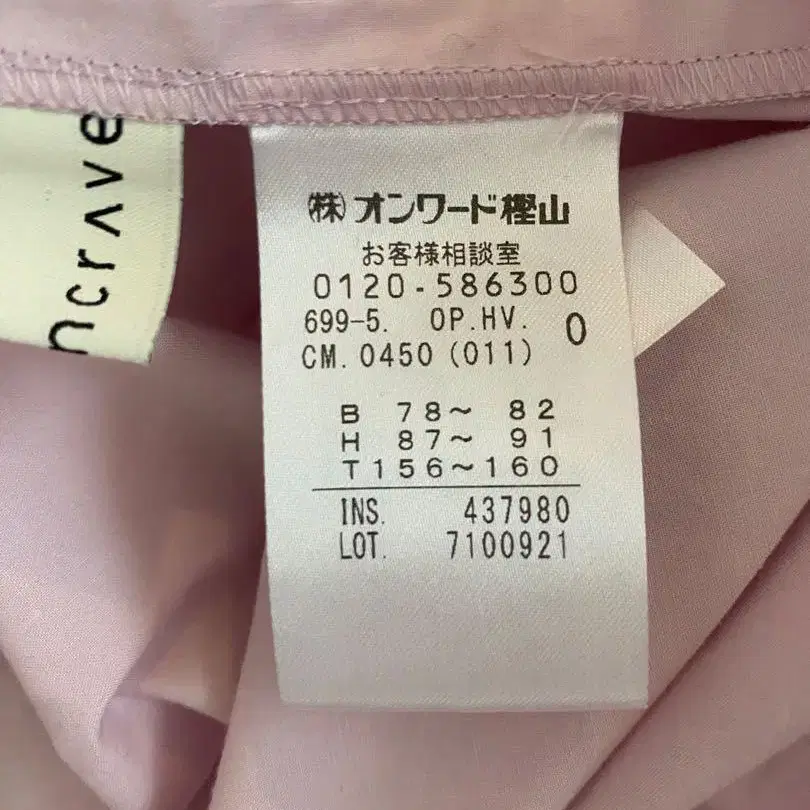 ncrave
(株)オンワード樫山
お客様相談室
0120-586300
699-5. OP.HV. 0
CM.0450(011)
B 78～ 82
H 87～ 91
T156～160
INS. 437980
LOT. 7100921